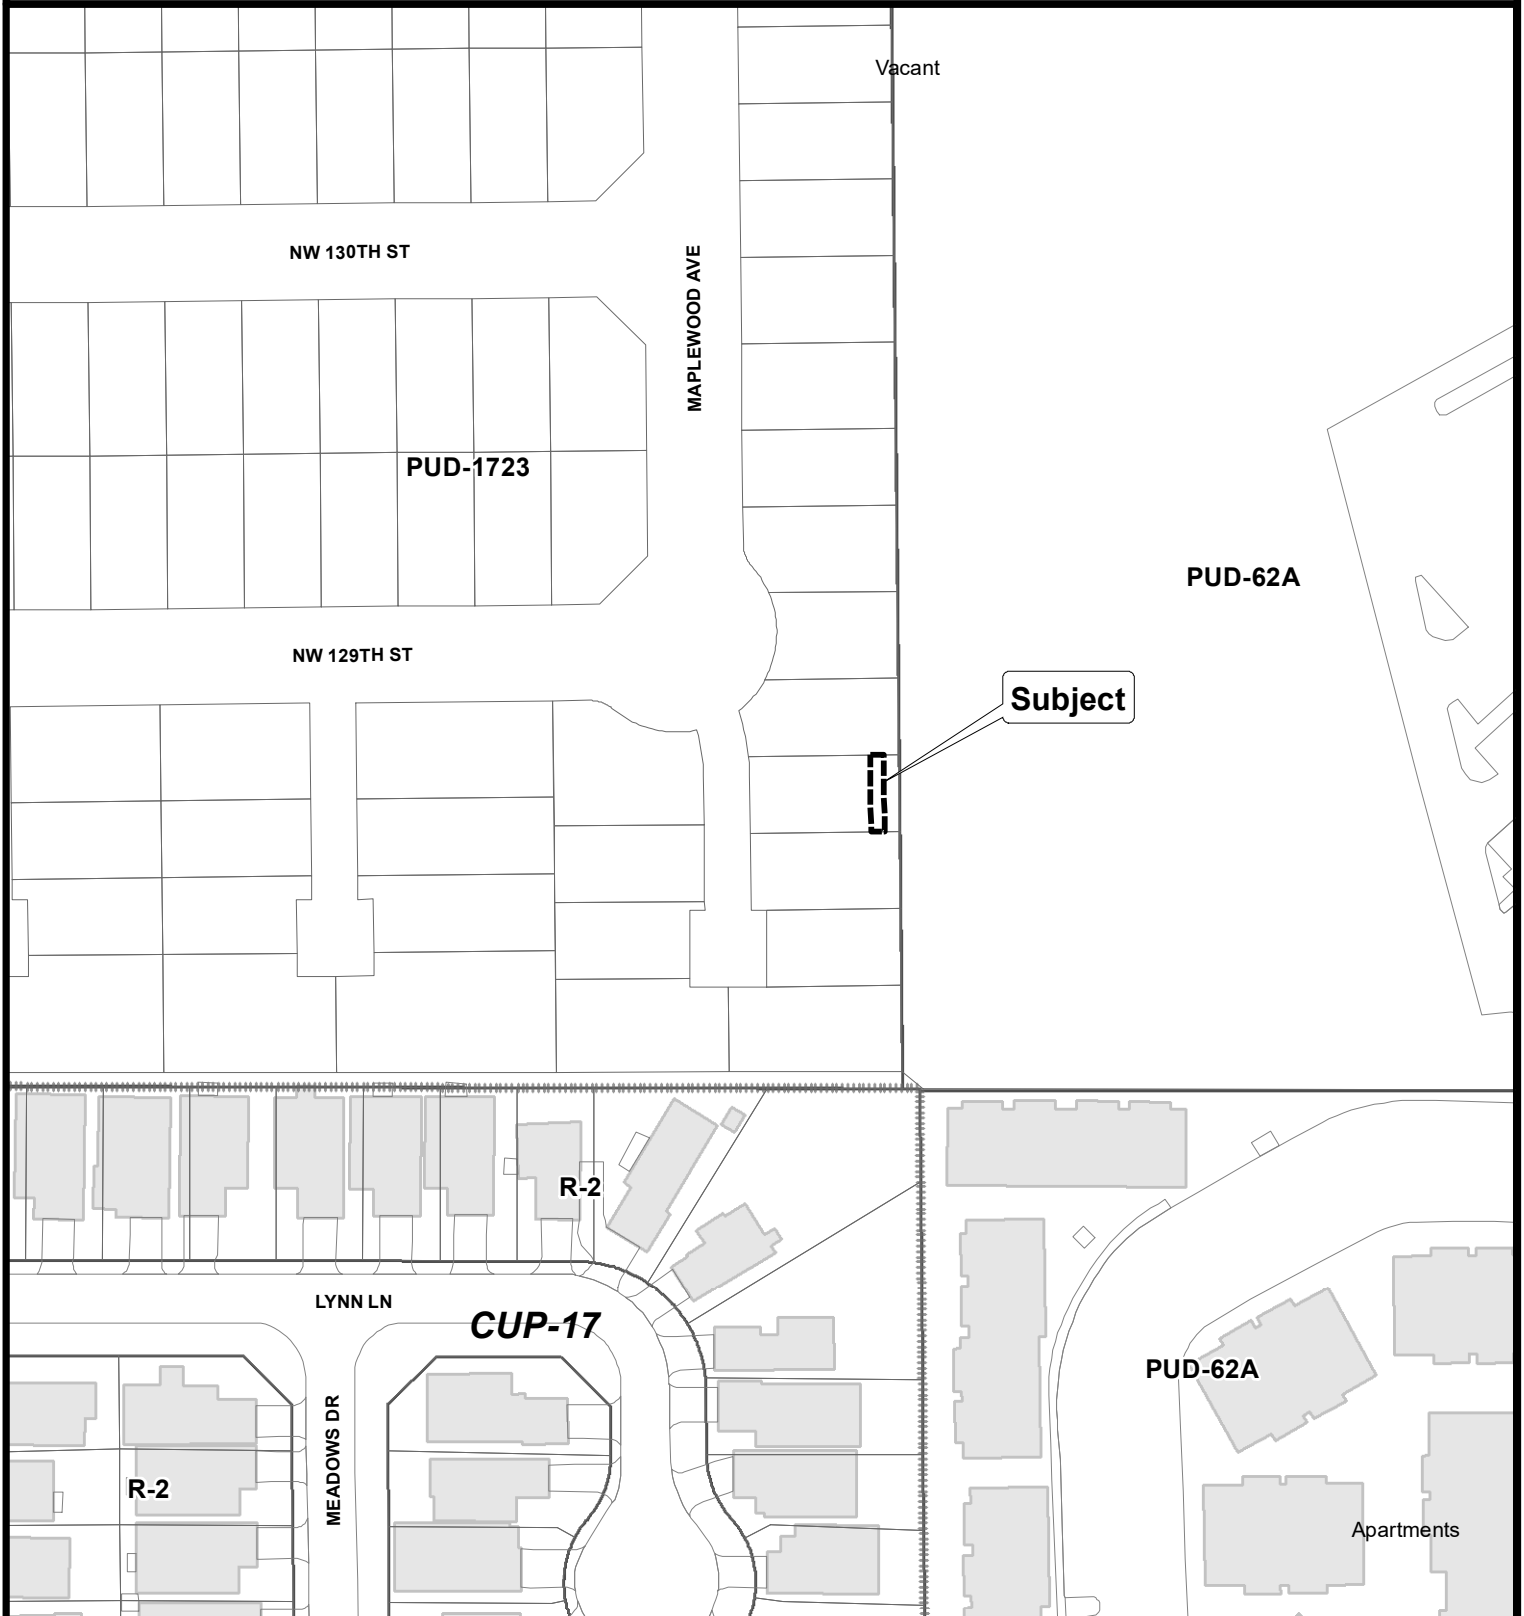 Vacant
NW 130TH ST
MAPLEWOOD AVE
PUD-1723
PUD-62A
NW 129TH ST
Subject
R-2
LYNN LN
CUP-17
PUD-62A
MEADOWS DR
R-2
Apartments